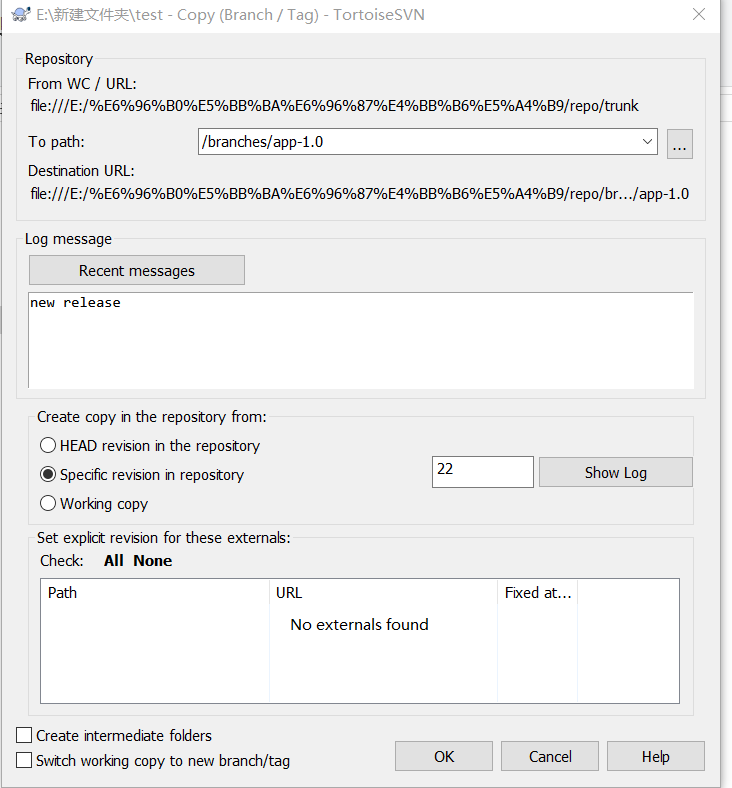 E:\新建文件夹\test - Copy (Branch / Tag) - TortoiseSVN
Repository
From WC / URL:
file:///E:/%E6%96%B0%E5%BB%BA%E6%96%87%E4%BB%B6%E5%A4%B9/repo/trunk
To path:
/branches/app-1.0
...
Destination URL:
file:///E:/%E6%96%B0%E5%BB%BA%E6%96%87%E4%BB%B6%E5%A4%B9/repo/br.../app-1.0
Log message
Recent messages
new release
Create copy in the repository from:
HEAD revision in the repository
Specific revision in repository
22
Show Log
Working copy
Set explicit revision for these externals:
Check: All None
Path URL Fixed at...
No externals found
Create intermediate folders
Switch working copy to new branch/tag
OK Cancel Help